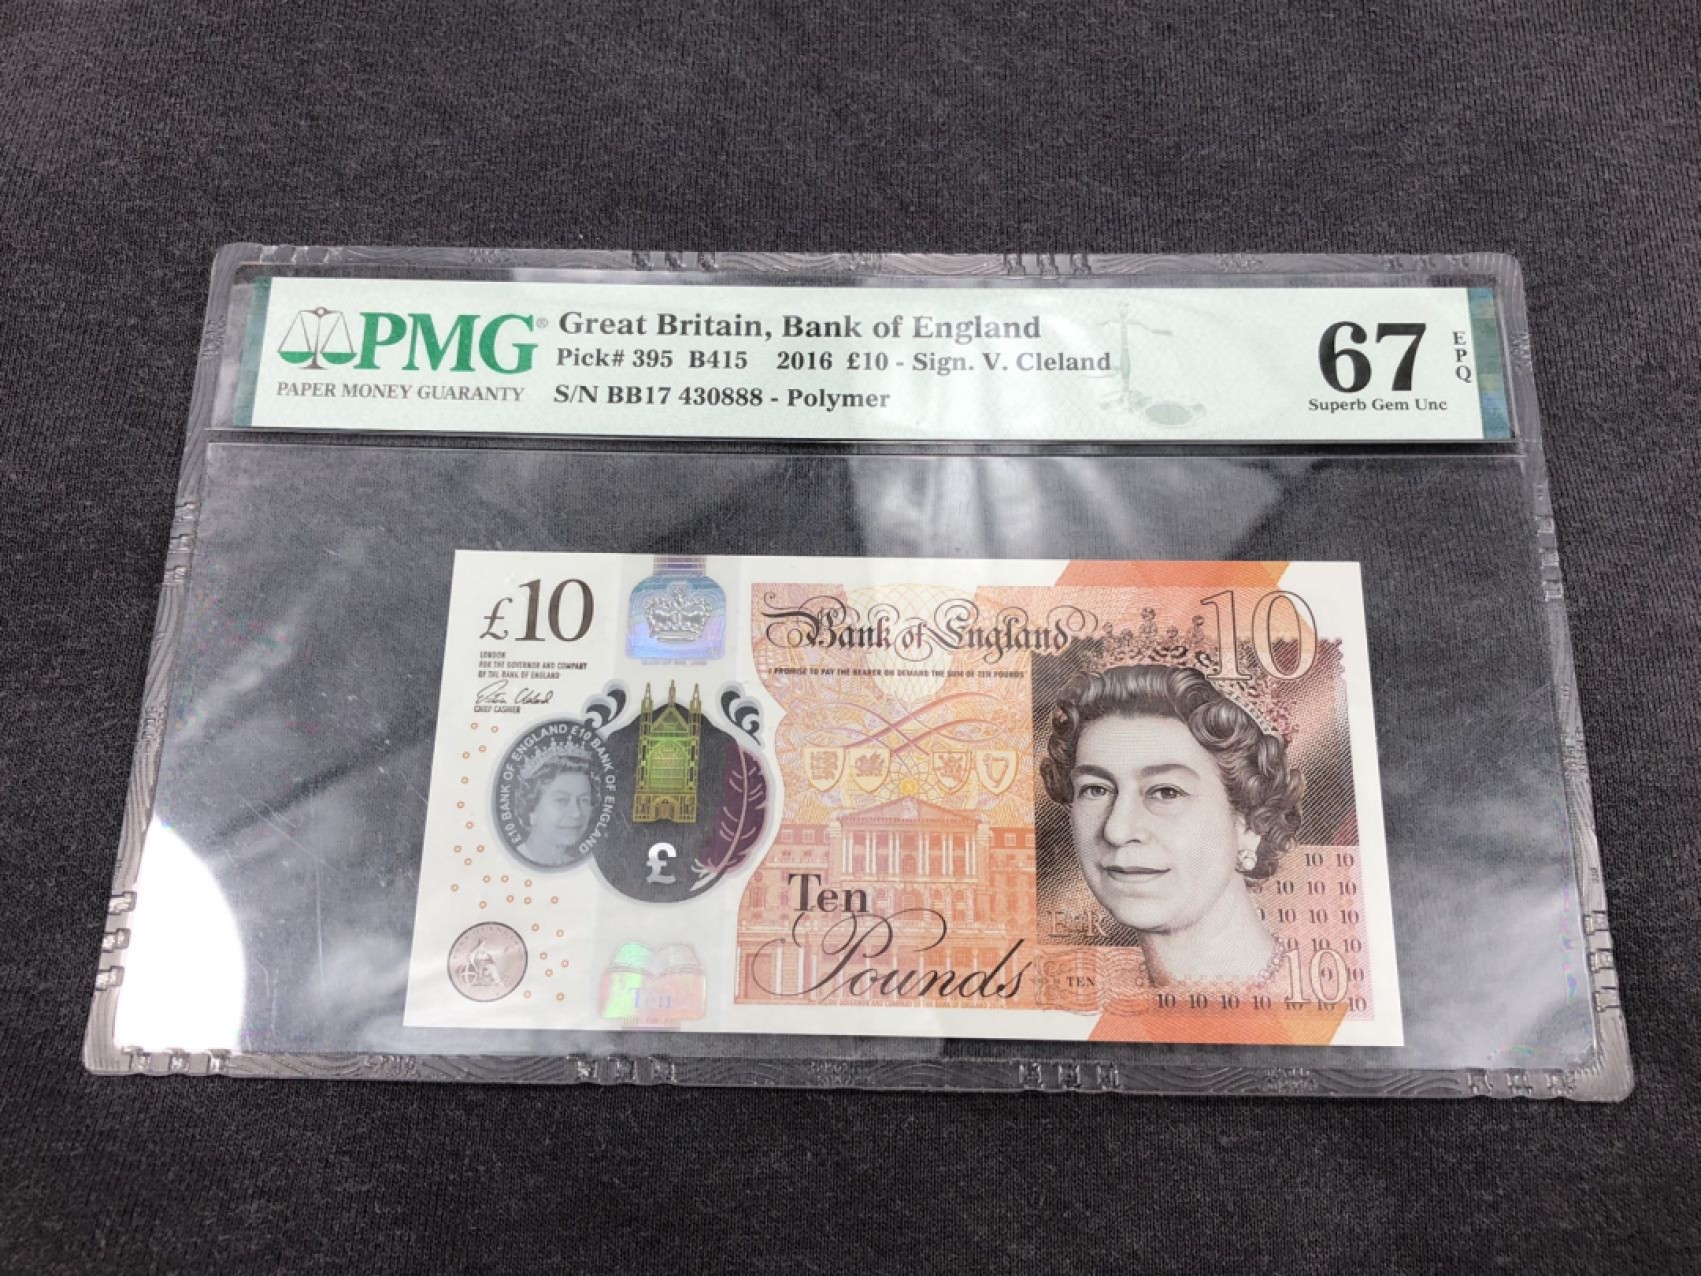 PMG®
PAPER MONEY GUARANTY
Great Britain, Bank of England
Pick# 395 B415 2016 £10 - Sign. V. Cleland
S/N BB17 430888 - Polymer
67
EPQ
Superb Gem Unc
£10
LONDON
FOR THE GOVERNOR AND COMPANY
OF THE BANK OF ENGLAND
CHIEF CASHIER
£10 BANK OF ENGLAND £10 BANK OF ENGLAND
£
Ten
Bank of England
I PROMISE TO PAY THE BEARER ON DEMAND THE SUM OF TEN POUNDS
10
Ten
Pounds
E R
TEN
10 10
10 10 10
10 10 10
10 10
10
10 10 10 10 10 10 10
10